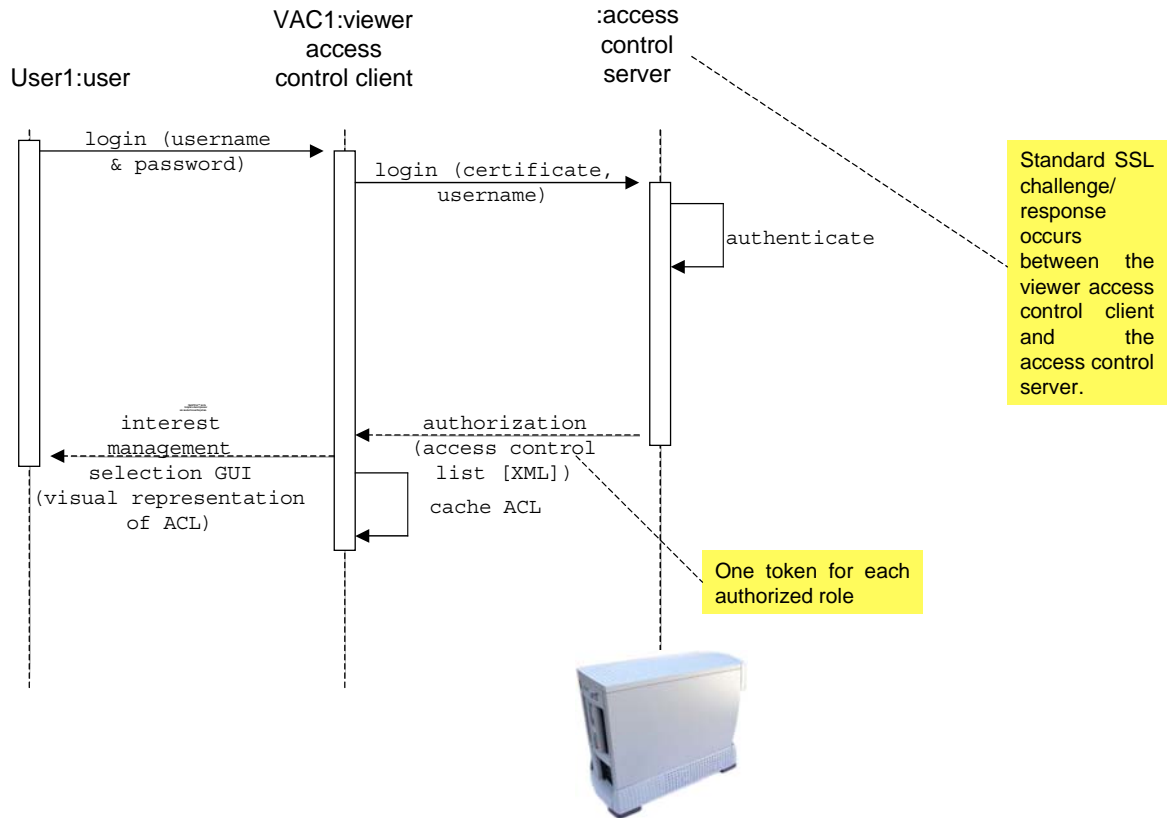 User1:user
VAC1:viewer
access
control client
:access
control
server
login (username
& password)
login (certificate,
username)
authenticate
Standard SSL
challenge/
response
occurs
between the
viewer access
control client
and the
access control
server.
interest
management
selection GUI
(visual representation
of ACL)
authorization
(access control
list [XML])
cache ACL
One token for each
authorized role